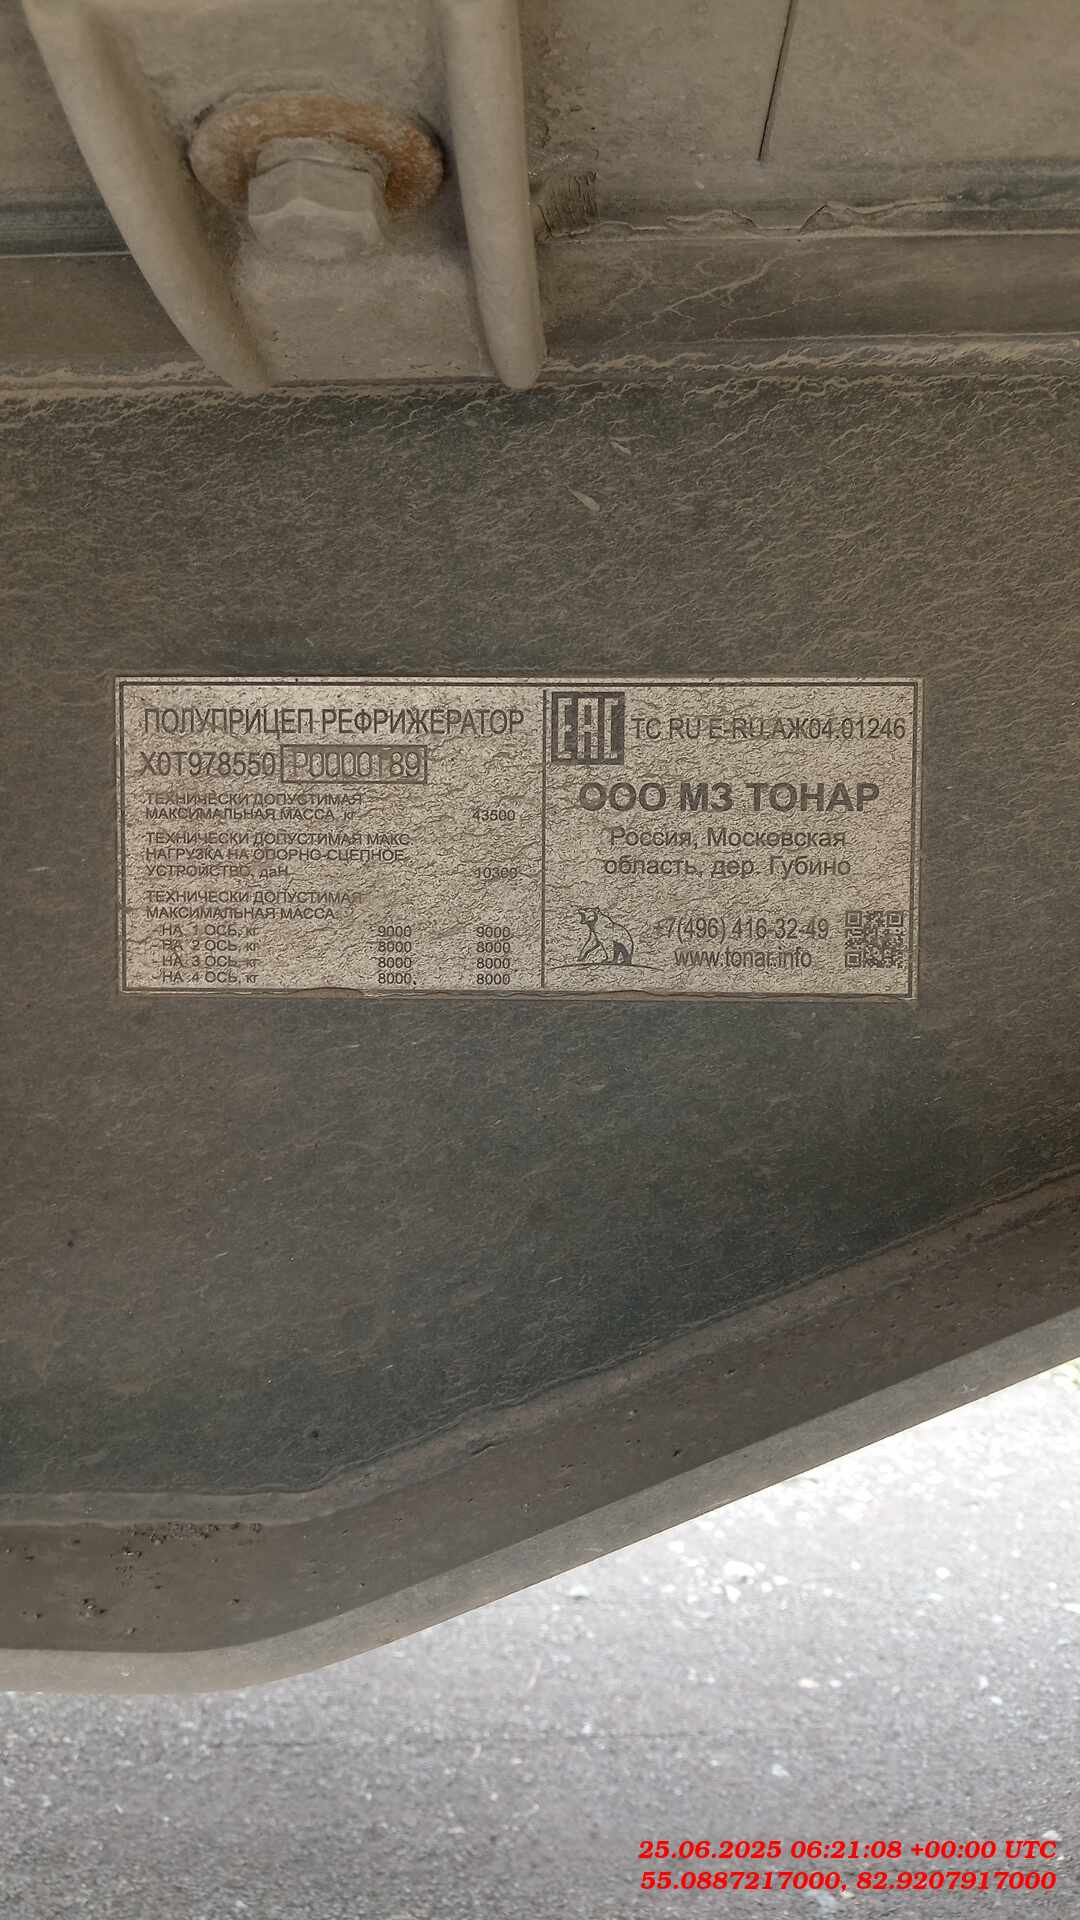 ПОЛУПРИЦЕП РЕФРИЖЕРАТОР
X0T978550 P0000189
ТЕХНИЧЕСКИ ДОПУСТИМАЯ
МАКСИМАЛЬНАЯ МАССА, кг 43500
ТЕХНИЧЕСКИ ДОПУСТИМАЯ МАКС.
НАГРУЗКА НА ОПОРНО-СЦЕПНОЕ
УСТРОЙСТВО, даН 10300
ТЕХНИЧЕСКИ ДОПУСТИМАЯ
МАКСИМАЛЬНАЯ МАССА:
НА 1 ОСЬ, кг 9000 9000
НА 2 ОСЬ, кг 8000 8000
НА 3 ОСЬ, кг 8000 8000
НА 4 ОСЬ, кг 8000 8000
EAC TC RU E-RU.АЖ04.01246
ООО МЗ ТОНАР
Россия, Московская
область, дер. Губино
+7(496) 416-32-49
www.tonar.info
25.06.2025 06:21:08 +00:00 UTC
55.0887217000, 82.9207917000